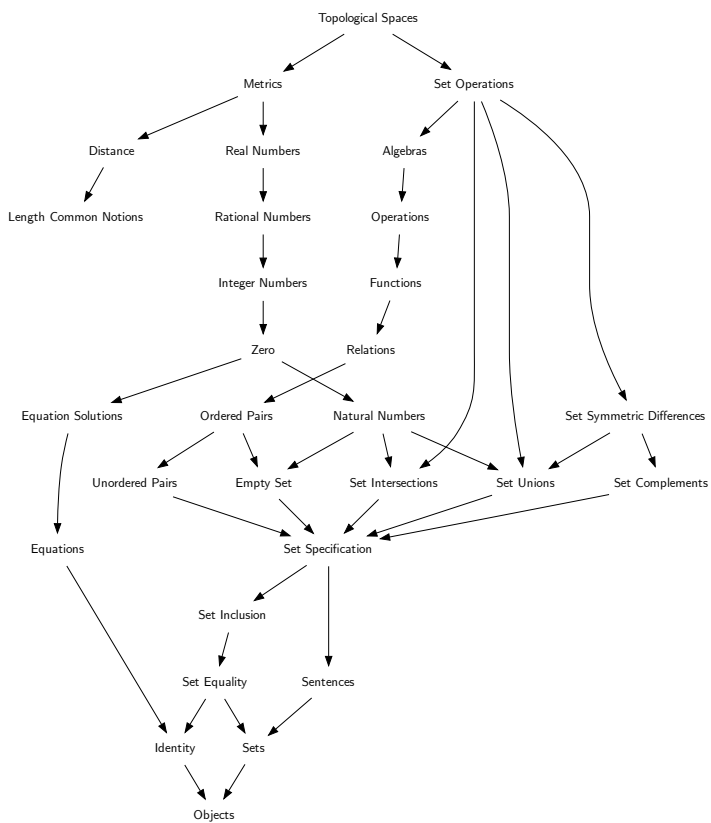 Topological Spaces
Metrics
Set Operations
Distance
Real Numbers
Algebras
Length Common Notions
Rational Numbers
Operations
Integer Numbers
Functions
Zero
Relations
Equation Solutions
Ordered Pairs
Natural Numbers
Set Symmetric Differences
Unordered Pairs
Empty Set
Set Intersections
Set Unions
Set Complements
Equations
Set Specification
Set Inclusion
Set Equality
Sentences
Identity
Sets
Objects